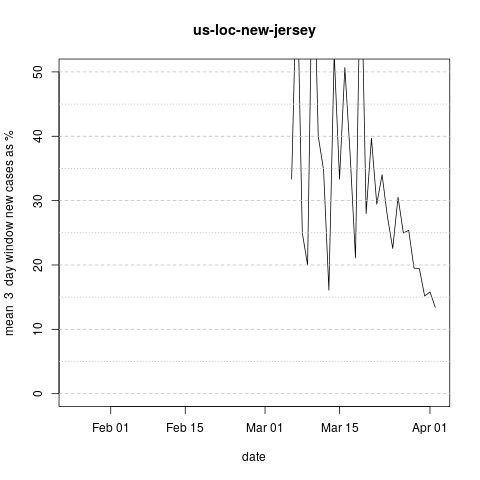 us-loc-new-jersey
mean 3 day window new cases as %
50
40
30
20
10
0
Feb 01
Feb 15
Mar 01
Mar 15
Apr 01
date